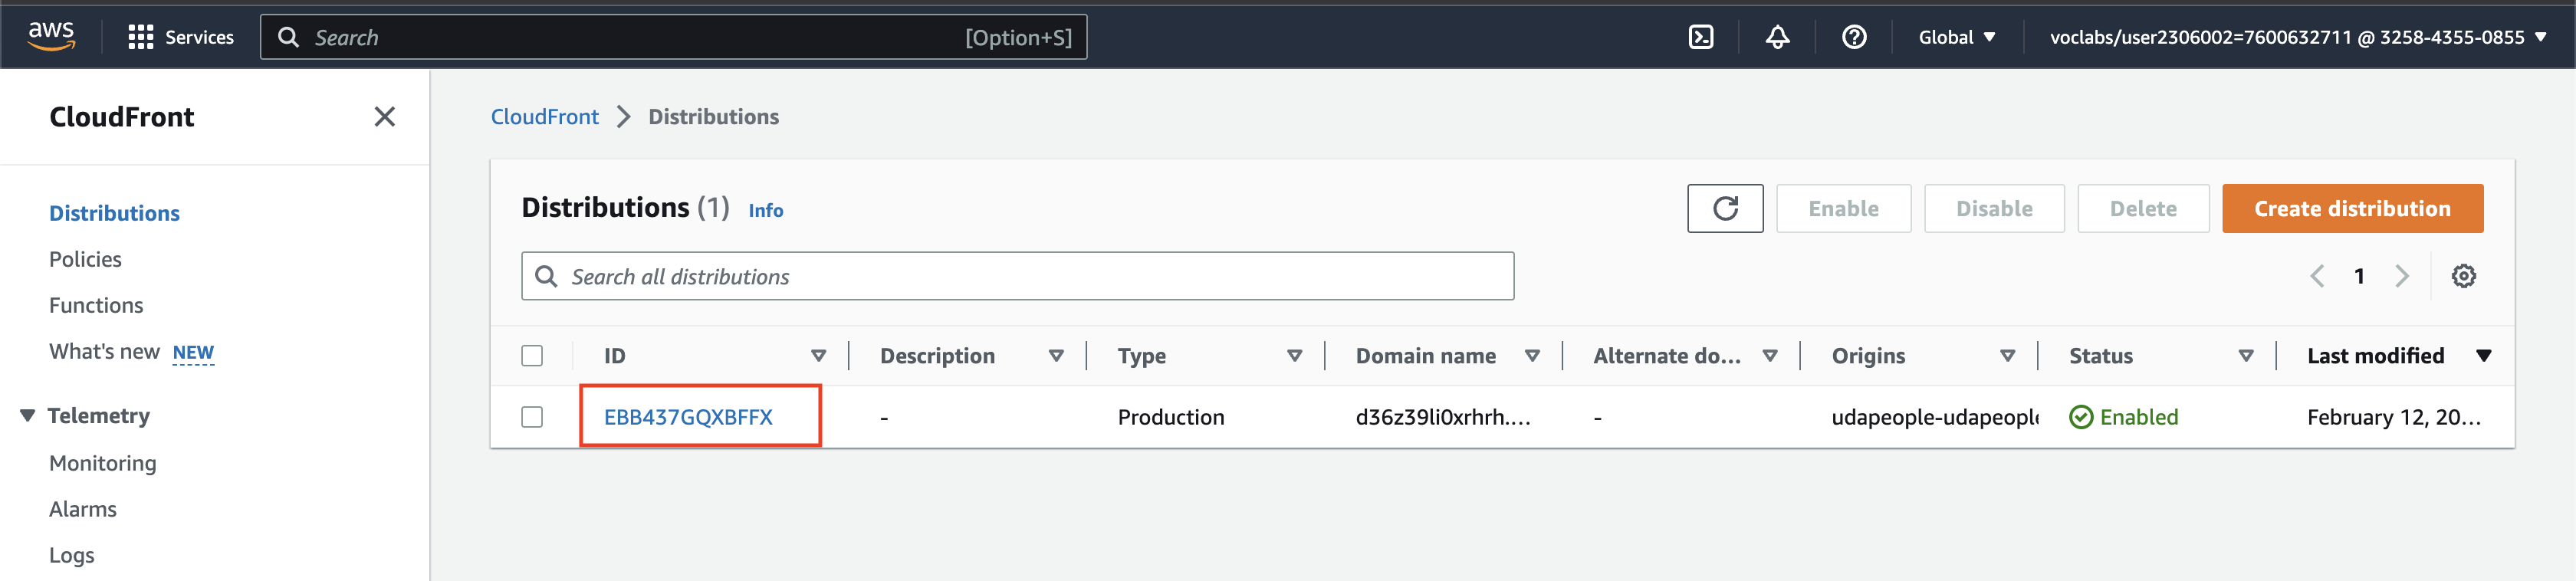 aws Services Search [Option+S] Global voclabs/user2306002=7600632711 @ 3258-4355-0855
CloudFront
Distributions
Policies
Functions
What's new NEW
Telemetry
Monitoring
Alarms
Logs
CloudFront Distributions
Distributions (1) Info Enable Disable Delete Create distribution
Search all distributions 1
ID Description Type Domain name Alternate do... Origins Status Last modified
EBB437GQXBFFX - Production d36z39li0xrhrh.... - udapeople-udapeople Enabled February 12, 20...